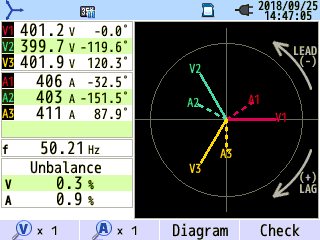 2018/09/25
14:47:05
V1 401.2 V -0.0°
V2 399.7 V -119.6°
V3 401.9 V 120.3°
A1 406 A -32.5°
A2 403 A -151.5°
A3 411 A 87.9°
f 50.21 Hz
Unbalance
V 0.3 %
A 0.9 %
LEAD
(-)
V2
A2
A1
V1
A3
V3
(+)
LAG
V x 1
A x 1
Diagram
Check